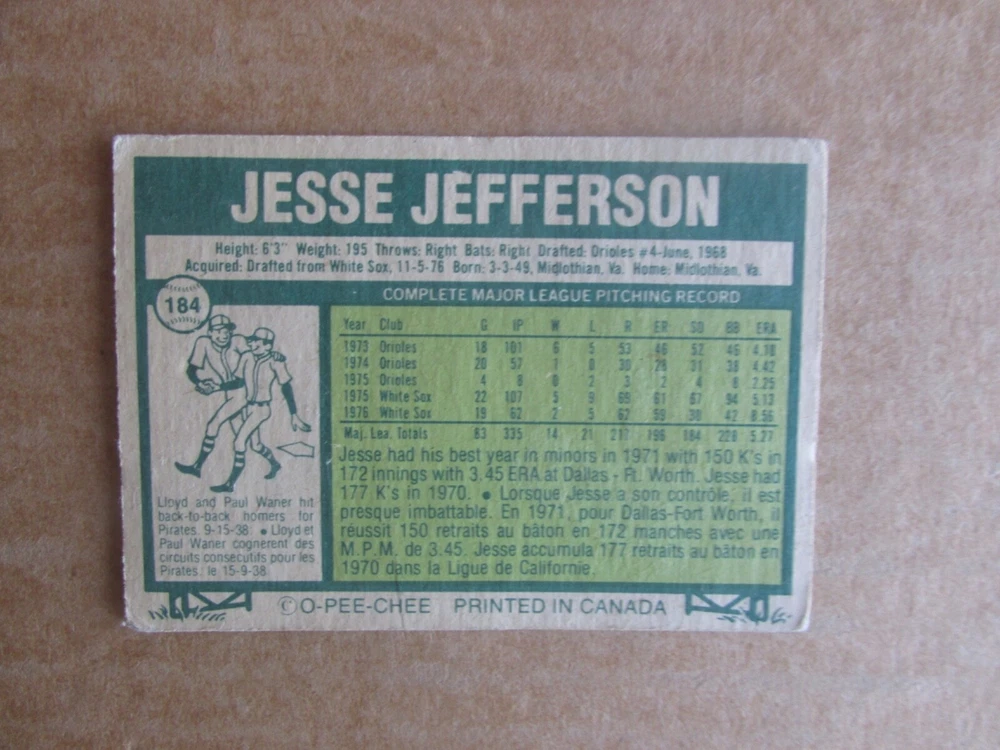 JESSE JEFFERSON
Height: 6'3" Weight: 195 Throws: Right Bats: Right Drafted: Orioles #4-June, 1968
Acquired: Drafted from White Sox, 11-5-76 Born: 3-3-49, Midlothian, Va. Home: Midlothian, Va.
184
COMPLETE MAJOR LEAGUE PITCHING RECORD
Year Club G IP W L R ER SO BB ERA
1973 Orioles 18 101 6 5 53 46 52 46 4.10
1974 Orioles 20 57 1 0 30 28 31 38 4.42
1975 Orioles 4 8 0 2 3 2 4 8 2.25
1975 White Sox 22 107 5 9 69 61 67 94 5.13
1976 White Sox 19 62 2 5 62 59 30 42 8.56
Maj. Lea. Totals 83 335 14 21 217 196 184 228 5.27
Jesse had his best year in minors in 1971 with 150 K's in
172 innings with 3.45 ERA at Dallas - Ft. Worth. Jesse had
177 K's in 1970. • Lorsque Jesse a son contrôle, il est
presque imbattable. En 1971, pour Dallas-Fort Worth, il
réussit 150 retraits au bâton en 172 manches avec une
M.P.M. de 3.45. Jesse accumula 177 retraits au bâton en
1970 dans la Ligue de Californie.
Lloyd and Paul Waner hit
back-to-back homers for
Pirates, 9-15-38. • Lloyd et
Paul Waner cognèrent des
circuits consécutifs pour les
Pirates, le 15-9-38.
© O-PEE-CHEE PRINTED IN CANADA